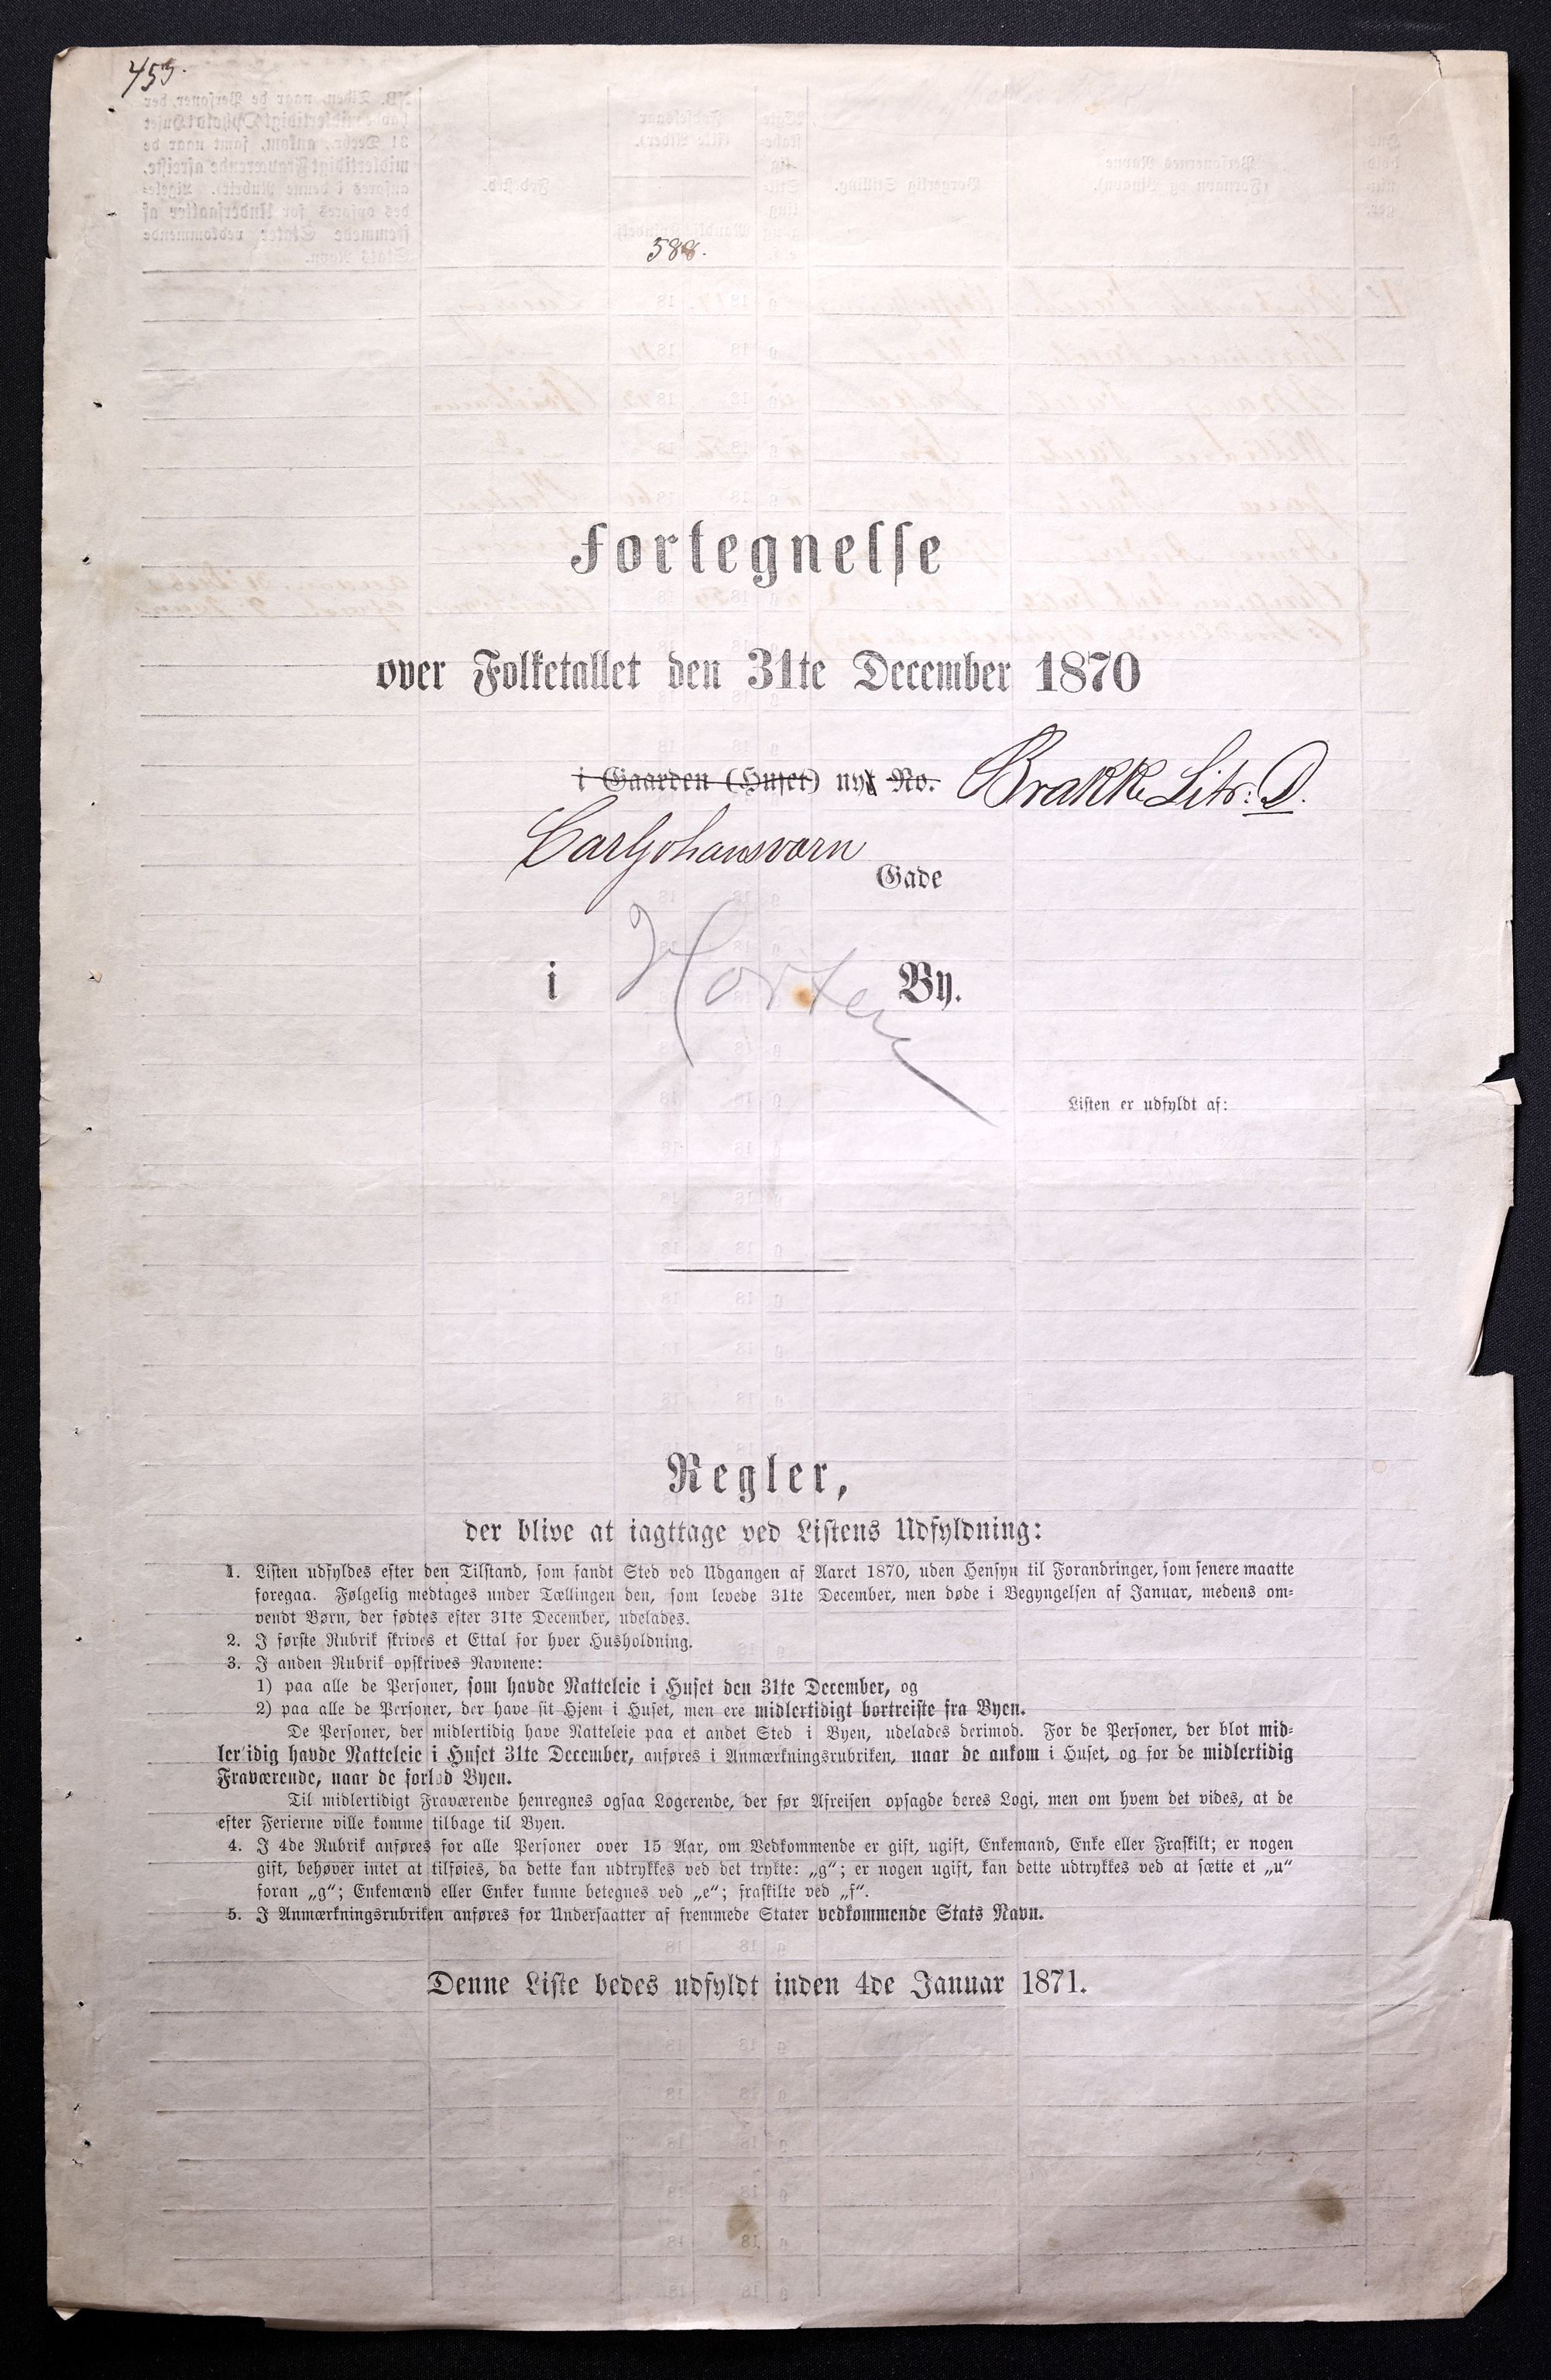 453.
588.
Fortegnelse
over Folketallet den 31te December 1870
i Gaarden (Huset) nyt No. Brakke Litr: D.
Carljohansværn
Gade
i Horten By.
Listen er udfyldt af:
Regler,
der blive at iagttage ved Listens Udfyldning:
1. Listen udfyldes efter den Tilstand, som fandt Sted ved Udgangen af Aaret 1870, uden Hensyn til Forandringer, som senere maatte
foregaa. Følgelig medtages under Tællingen den, som levede 31te December, men døde i Begyngelsen af Januar, medens om-
vendt Børn, der fødtes efter 31te December, udelades.
2. I første Rubrik skrives et Ettal for hver Husholdning.
3. I anden Rubrik opskrives Navnene:
1) paa alle de Personer, som havde Natteleie i Huset den 31te December, og
2) paa alle de Personer, der have sit Hjem i Huset, men ere midlertidigt bortreiste fra Byen.
De Personer, der midlertidig have Natteleie paa et andet Sted i Byen, udelades derimod. For de Personer, der blot mid-
lertidig havde Natteleie i Huset 31te December, anføres i Anmærkningsrubriken, naar de ankom i Huset, og for de midlertidig
Fraværende, naar de forlod Byen.
Til midlertidigt Fraværende henregnes ogsaa Logerende, der før Afreisen opsagde deres Logi, men om hvem det vides, at de
efter Ferierne ville komme tilbage til Byen.
4. I 4de Rubrik anføres for alle Personer over 15 Aar, om Vedkommende er gift, ugift, Enkemand, Enke eller Fraskilt; er nogen
gift, behøver intet at tilføies, da dette kan udtrykkes ved det trykte: „g“; er nogen ugift, kan dette udtrykkes ved at sætte et „u“
foran „g“; Enkemænd eller Enker kunne betegnes ved „e“; fraskilte ved „f“.
5. I Anmærkningsrubriken anføres for Undersaatter af fremmede Stater vedkommende Stats Navn.
Denne Liste bedes udfyldt inden 4de Januar 1871.